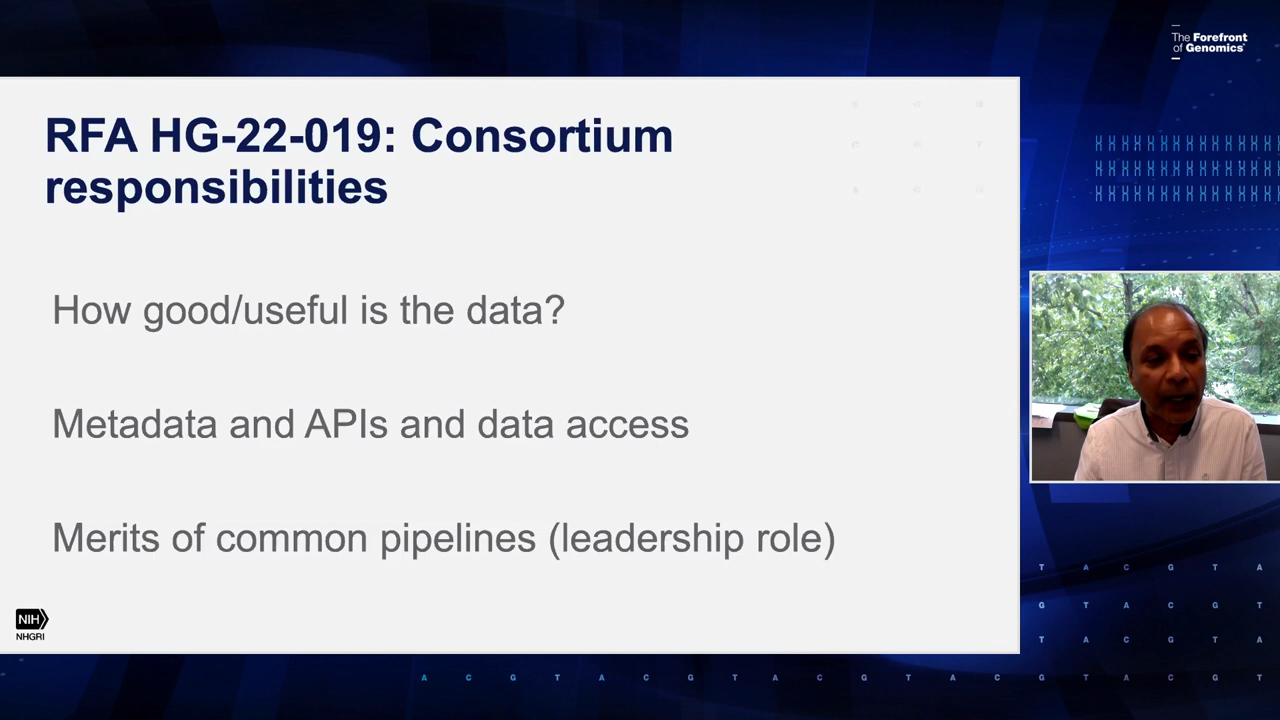 The Forefront
of Genomics®
RFA HG-22-019: Consortium
responsibilities
How good/useful is the data?
Metadata and APIs and data access
Merits of common pipelines (leadership role)
NIH
NHGRI
T A C G T A
G T A C G T
T A C G T A
A C G T A C G T A C G T A C G T A C G T